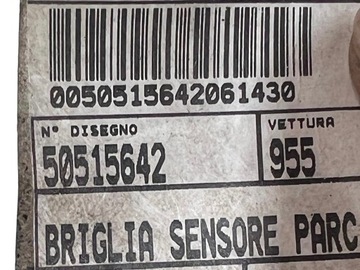 0050515642061430
N° DISEGNO
VETTURA
50515642
955
BRIGLIA SENSORE PARC